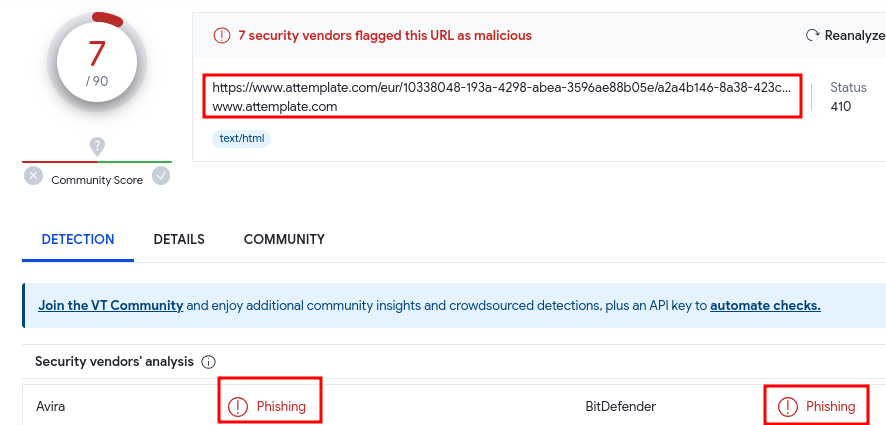 7
/ 90
Community Score
7 security vendors flagged this URL as malicious
Reanalyze
https://www.attemplate.com/eur/10338048-193a-4298-abea-3596ae88b05e/a2a4b146-8a38-423c...
www.attemplate.com
text/html
Status
410
DETECTION DETAILS COMMUNITY
Join the VT Community and enjoy additional community insights and crowdsourced detections, plus an API key to automate checks.
Security vendors' analysis
Avira Phishing BitDefender Phishing